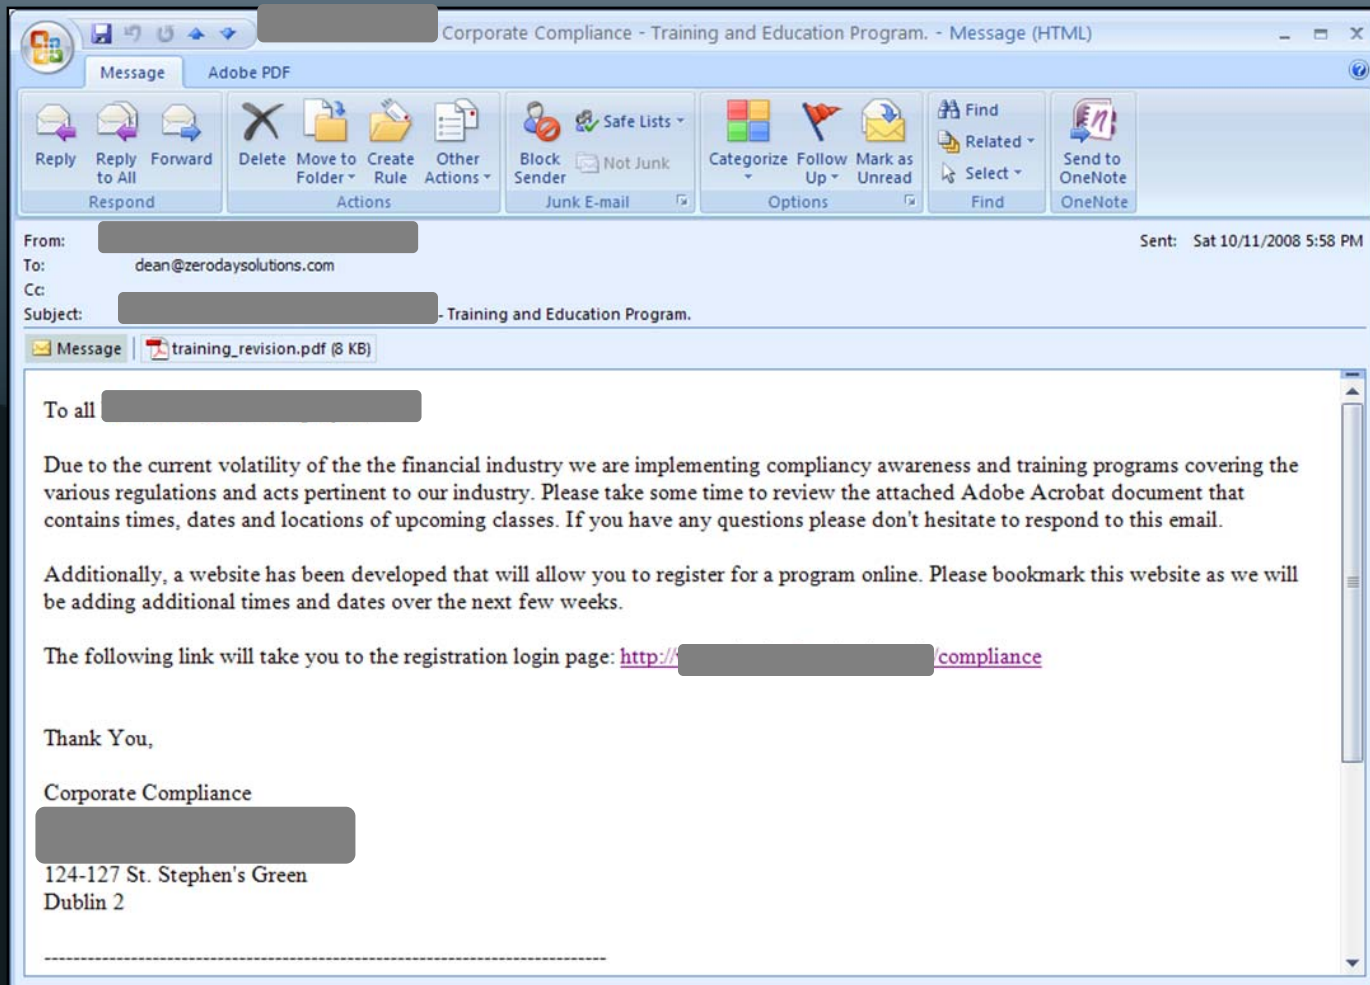 Corporate Compliance - Training and Education Program. - Message (HTML)
Message Adobe PDF
Reply Reply to All Forward Delete Move to Folder Create Rule Other Actions Block Sender Safe Lists Not Junk Categorize Follow Up Mark as Unread Find Related Select Send to OneNote
Respond Actions Junk E-mail Options Find OneNote
From: Sent: Sat 10/11/2008 5:58 PM
To: dean@zerodaysolutions.com
Cc:
Subject: - Training and Education Program.
Message training_revision.pdf (8 KB)
To all
Due to the current volatility of the the financial industry we are implementing compliancy awareness and training programs covering the
various regulations and acts pertinent to our industry. Please take some time to review the attached Adobe Acrobat document that
contains times, dates and locations of upcoming classes. If you have any questions please don't hesitate to respond to this email.
Additionally, a website has been developed that will allow you to register for a program online. Please bookmark this website as we will
be adding additional times and dates over the next few weeks.
The following link will take you to the registration login page: http:// /compliance
Thank You,
Corporate Compliance
124-127 St. Stephen's Green
Dublin 2
------------------------------------------------------------------------------